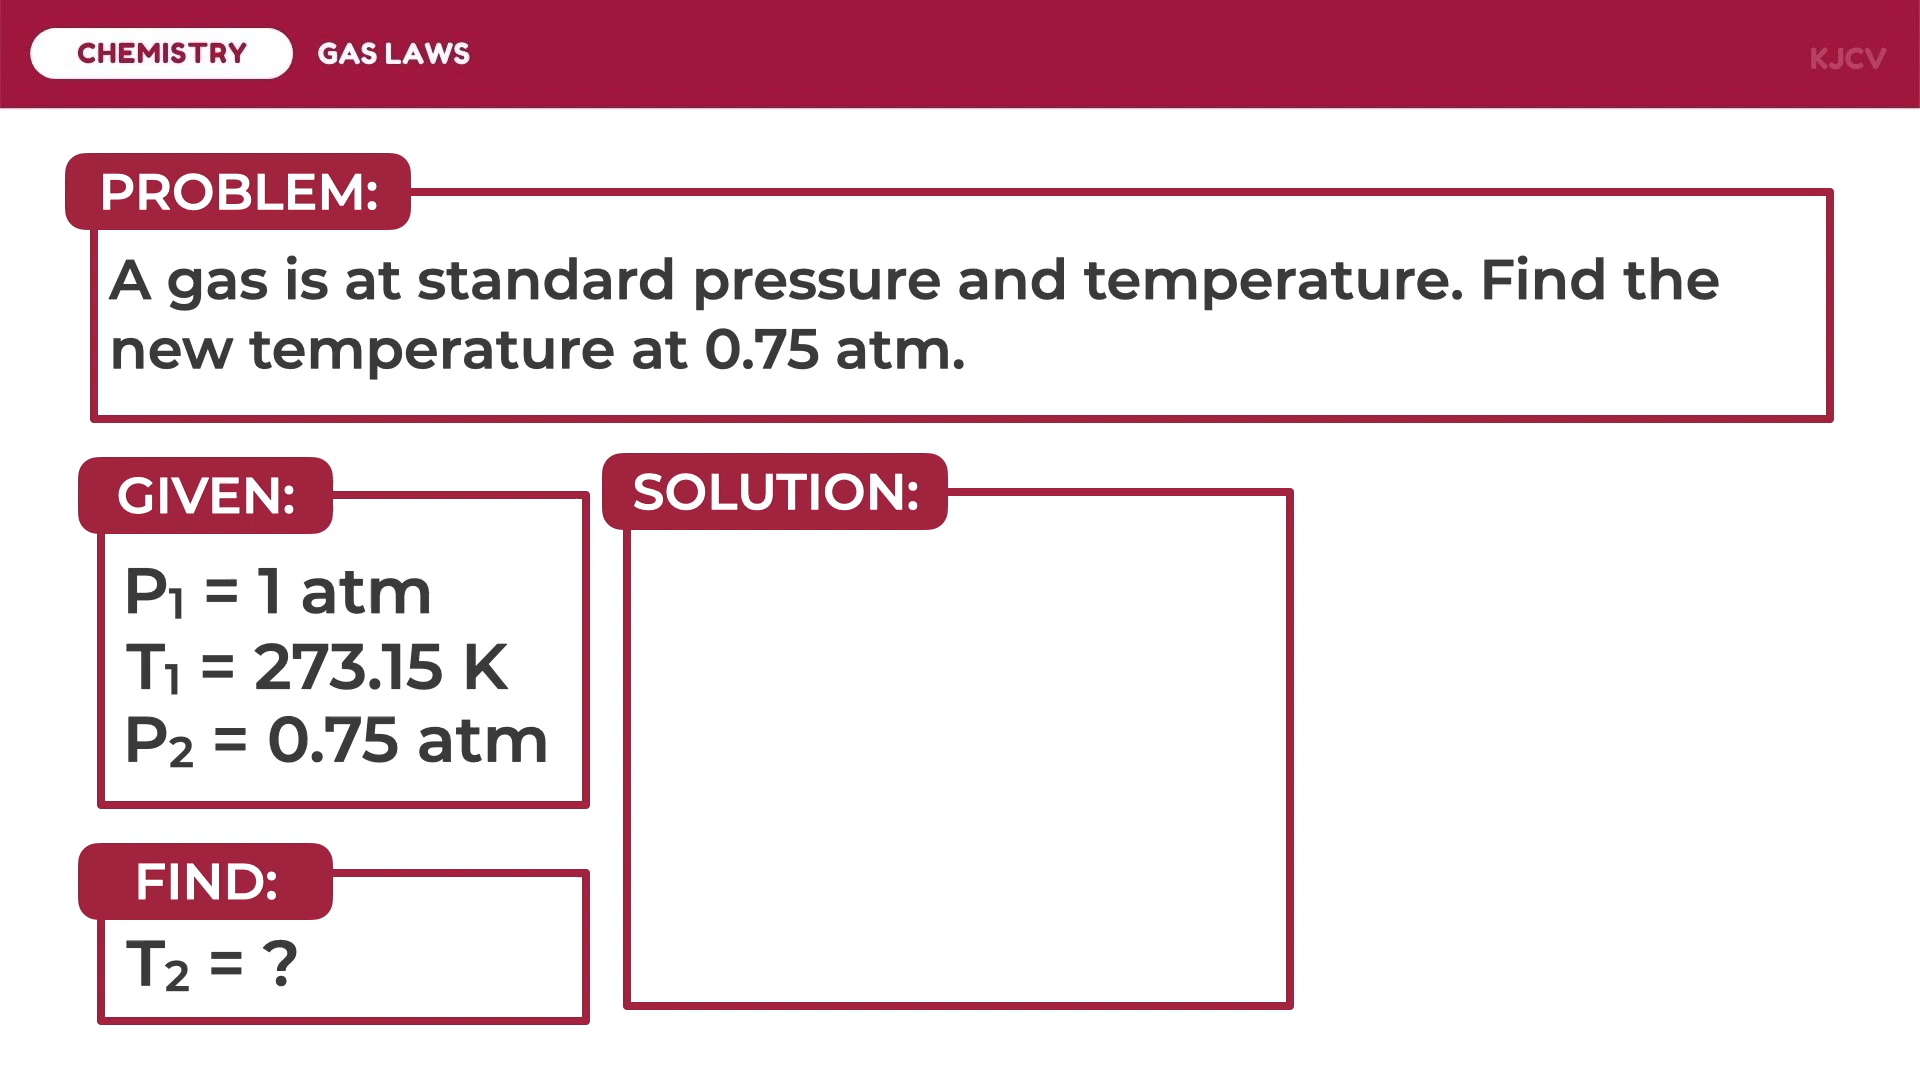 CHEMISTRY
GAS LAWS
KJCV
PROBLEM:
A gas is at standard pressure and temperature. Find the
new temperature at 0.75 atm.
GIVEN:
P₁ = 1 atm
T₁ = 273.15 K
P₂ = 0.75 atm
FIND:
T₂ = ?
SOLUTION: